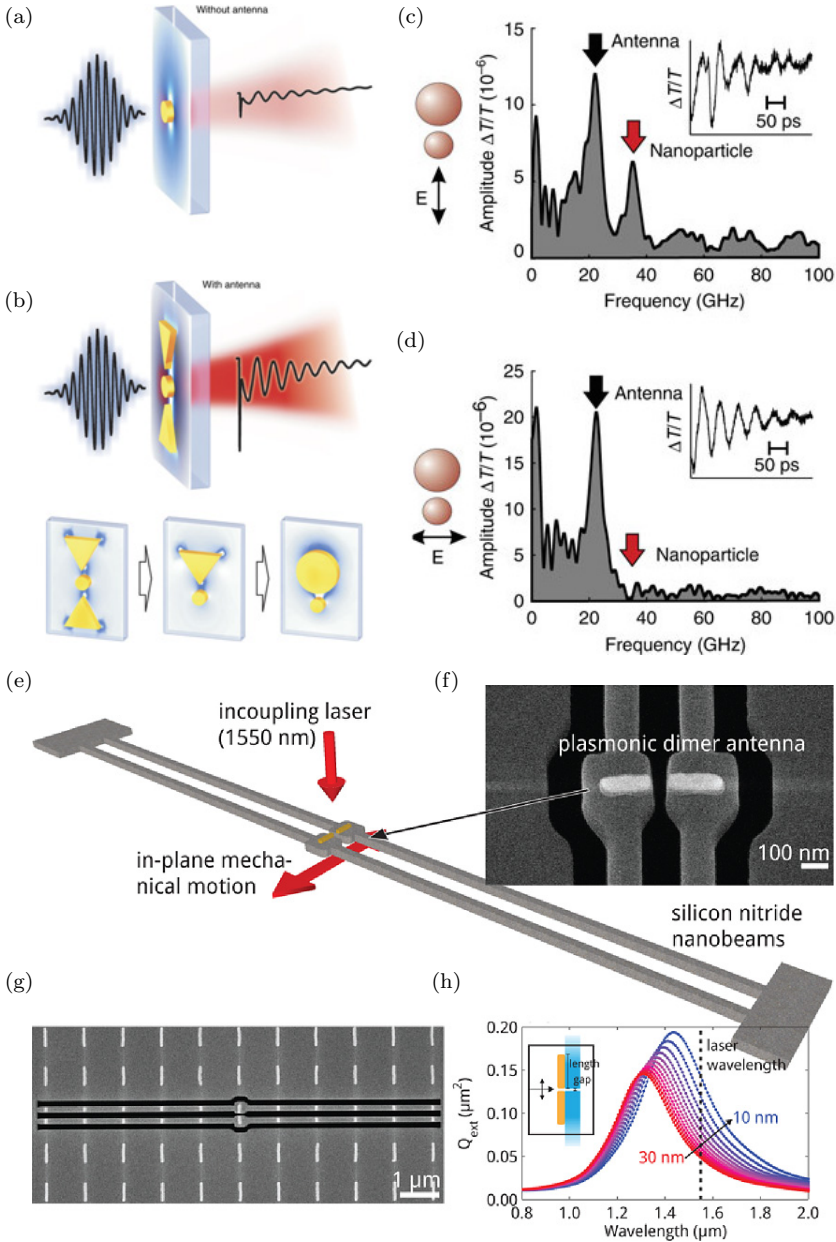 (a)
Without antenna
(b)
With antenna
(c)
Amplitude ΔT/T (10⁻⁶)
15
10
5
0
Antenna
Nanoparticle
ΔT/T
50 ps
E
0 20 40 60 80 100
Frequency (GHz)
(d)
Amplitude ΔT/T (10⁻⁶)
25
20
15
10
5
0
Antenna
Nanoparticle
ΔT/T
50 ps
E
0 20 40 60 80 100
Frequency (GHz)
(e)
incoupling laser
(1550 nm)
in-plane mecha-
nical motion
silicon nitride
nanobeams
(f)
plasmonic dimer antenna
100 nm
(g)
1 μm
(h)
Q_ext (μm²)
0.20
0.15
0.10
0.05
0.00
length
gap
laser
wavelength
10 nm
30 nm
0.8 1.0 1.2 1.4 1.6 1.8 2.0
Wavelength (μm)